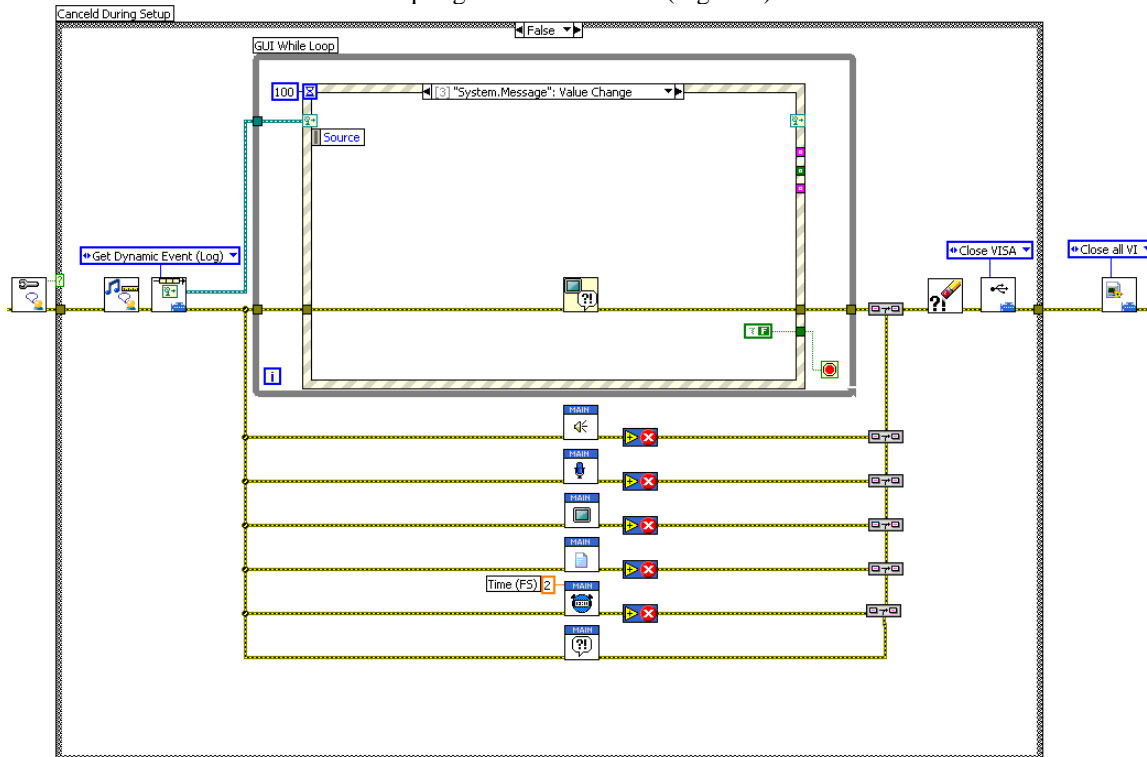 Canceld During Setup
False
GUI While Loop
100
[3] "System.Message": Value Change
Source
Get Dynamic Event (Log)
Close VISA
Close all VI
?!
?!
F
i
MAIN
MAIN
MAIN
MAIN
Time (FS) 2
MAIN
MAIN
?!